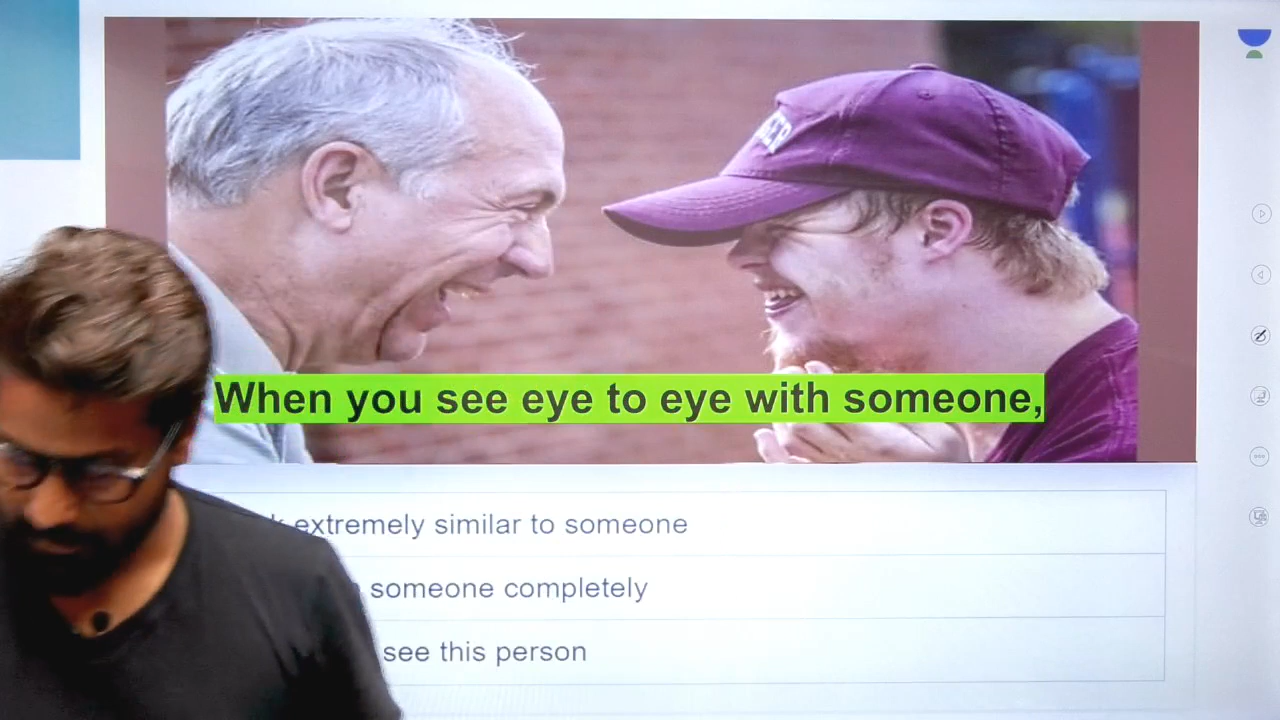 When you see eye to eye with someone,
extremely similar to someone
someone completely
see this person